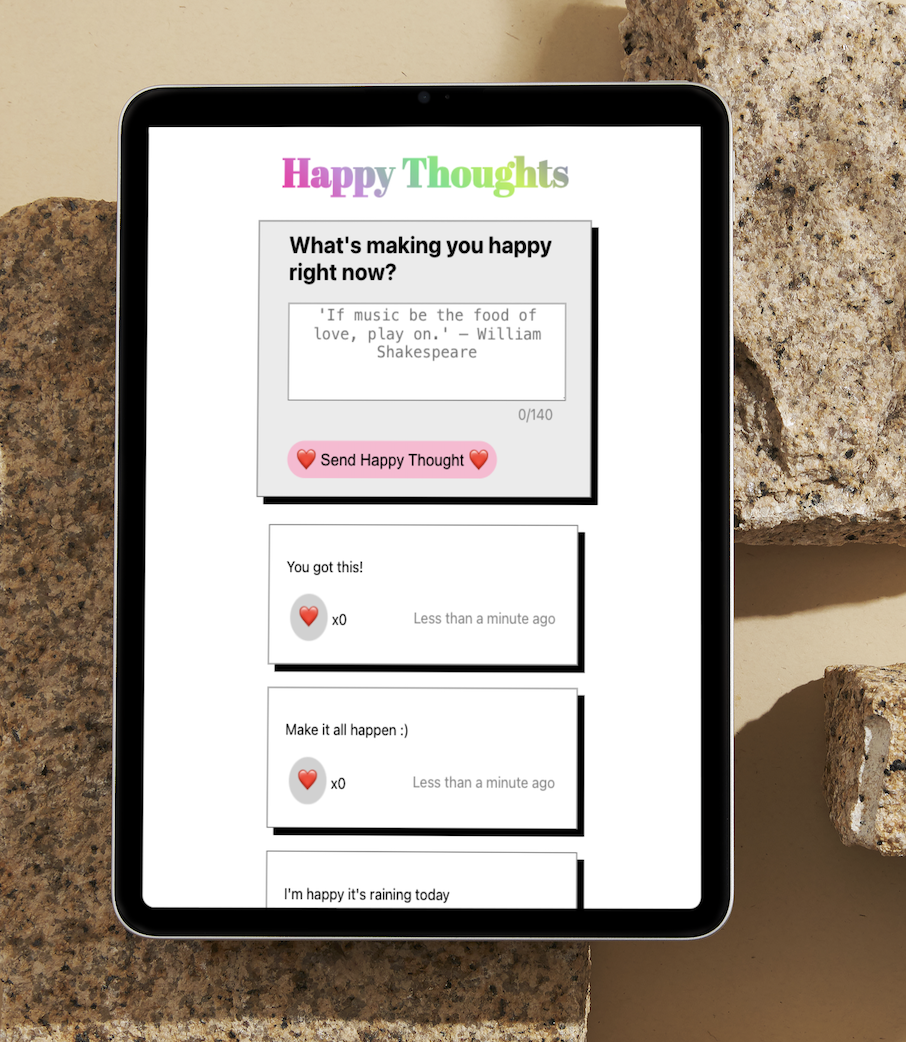 Happy Thoughts
What's making you happy
right now?
'If music be the food of
love, play on.' – William
Shakespeare
0/140
❤️ Send Happy Thought ❤️
You got this!
❤️ x0 Less than a minute ago
Make it all happen :)
❤️ x0 Less than a minute ago
I'm happy it's raining today